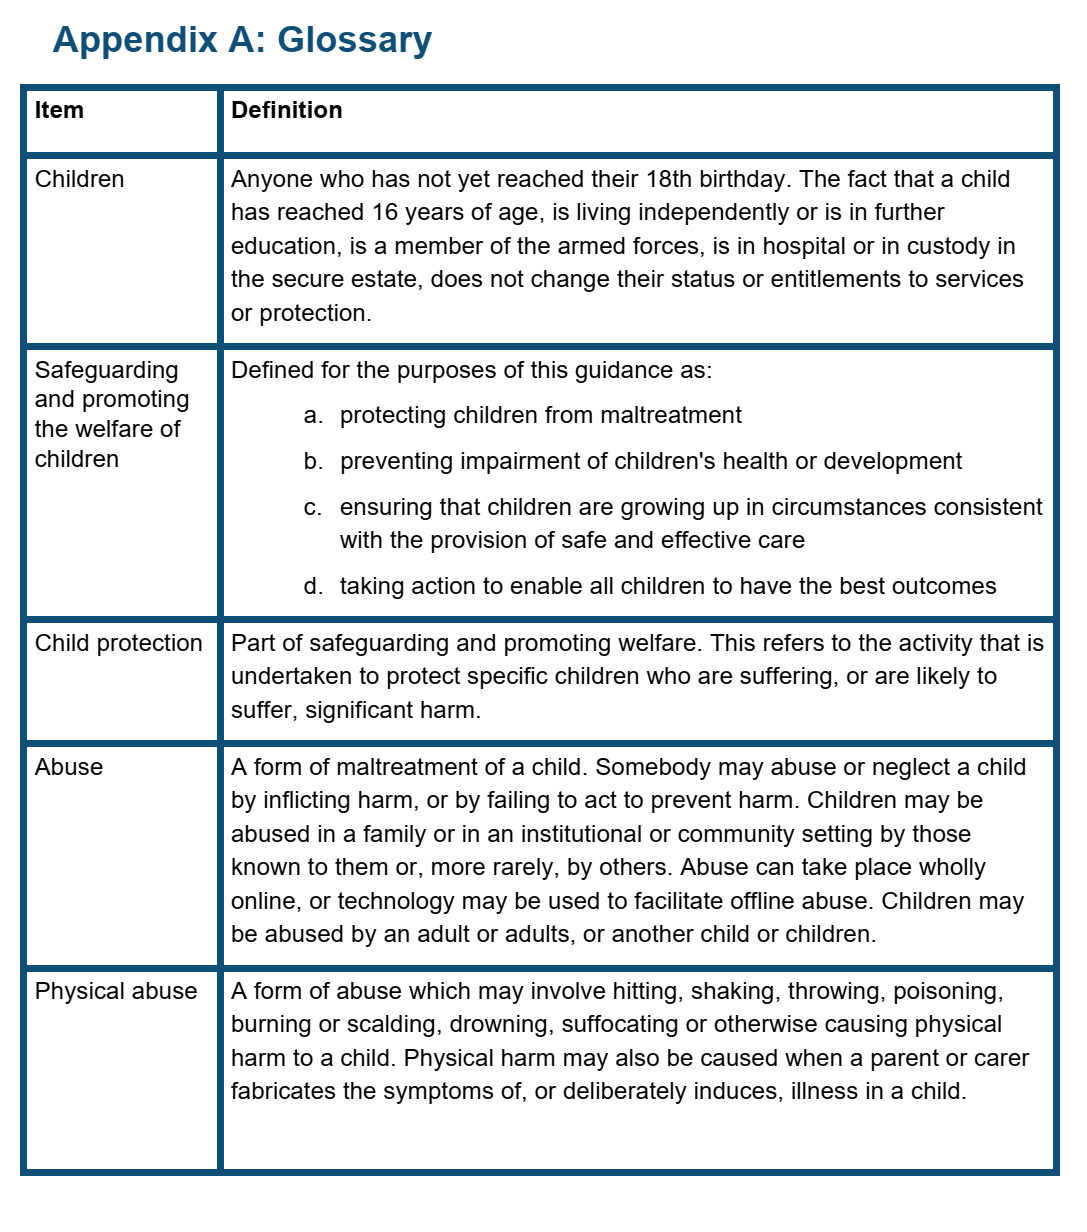 Appendix A: Glossary
Item
Definition
Children
Anyone who has not yet reached their 18th birthday. The fact that a child
has reached 16 years of age, is living independently or is in further
education, is a member of the armed forces, is in hospital or in custody in
the secure estate, does not change their status or entitlements to services
or protection.
Safeguarding
and promoting
the welfare of
children
Defined for the purposes of this guidance as:
a. protecting children from maltreatment
b. preventing impairment of children's health or development
c. ensuring that children are growing up in circumstances consistent
with the provision of safe and effective care
d. taking action to enable all children to have the best outcomes
Child protection
Part of safeguarding and promoting welfare. This refers to the activity that is
undertaken to protect specific children who are suffering, or are likely to
suffer, significant harm.
Abuse
A form of maltreatment of a child. Somebody may abuse or neglect a child
by inflicting harm, or by failing to act to prevent harm. Children may be
abused in a family or in an institutional or community setting by those
known to them or, more rarely, by others. Abuse can take place wholly
online, or technology may be used to facilitate offline abuse. Children may
be abused by an adult or adults, or another child or children.
Physical abuse
A form of abuse which may involve hitting, shaking, throwing, poisoning,
burning or scalding, drowning, suffocating or otherwise causing physical
harm to a child. Physical harm may also be caused when a parent or carer
fabricates the symptoms of, or deliberately induces, illness in a child.